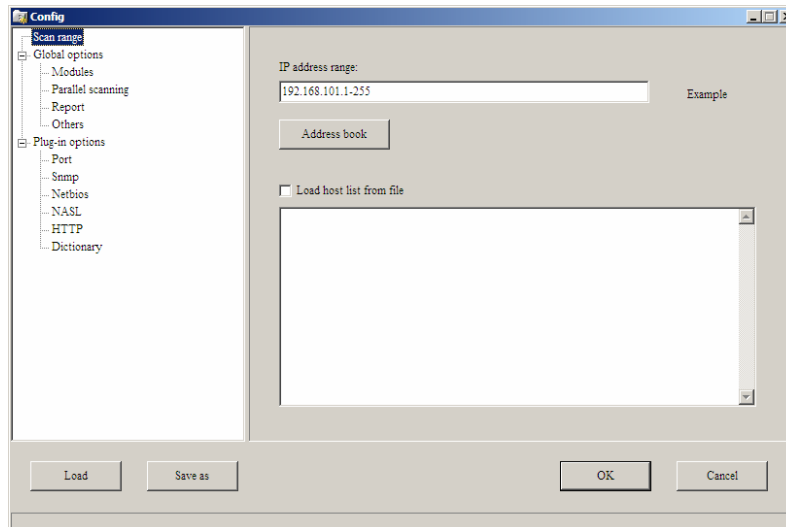 Config
Scan range
Global options
Modules
Parallel scanning
Report
Others
Plug-in options
Port
Snmp
Netbios
NASL
HTTP
Dictionary
IP address range:
192.168.101.1-255
Example
Address book
Load host list from file
Load
Save as
OK
Cancel